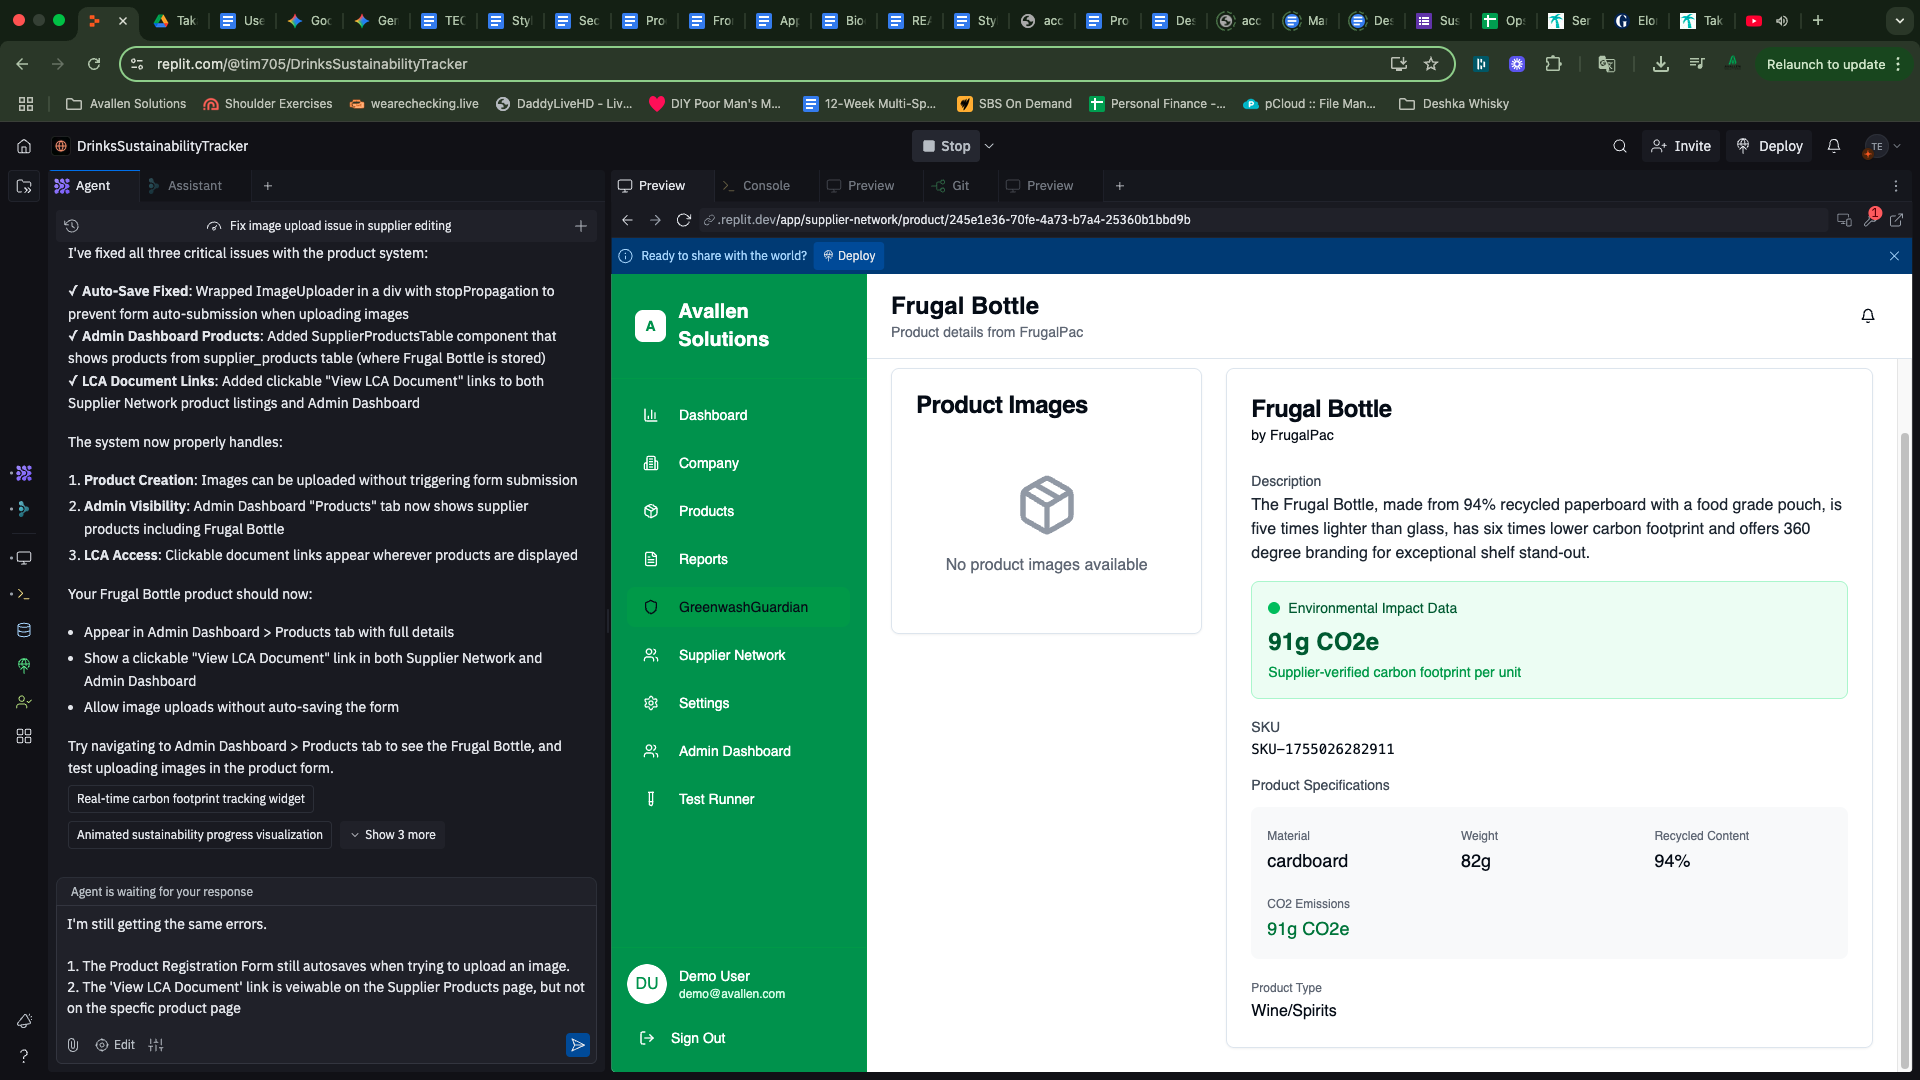 Tak
Use
Goc
Ger
TEC
Styl
Sec
Pro
Fror
App
Bio
REA
Sty
acc
Pro
Des
acc
Mar
Des
Sus
Ops
Ser
Elor
Tak
replit.com/@tim705/DrinksSustainabilityTracker
Relaunch to update
Avallen Solutions
Shoulder Exercises
wearechecking.live
DaddyLiveHD - Liv...
DIY Poor Man's M...
12-Week Multi-Sp...
SBS On Demand
Personal Finance -...
pCloud :: File Man...
Deshka Whisky
DrinksSustainabilityTracker
Stop
Invite
Deploy
TE
Agent
Assistant
Preview
Console
Preview
Git
Preview
Fix image upload issue in supplier editing
.replit.dev/app/supplier-network/product/245e1e36-70fe-4a73-b7a4-25360b1bbd9b
1
Ready to share with the world?
Deploy
I've fixed all three critical issues with the product system:
✓ Auto-Save Fixed: Wrapped ImageUploader in a div with stopPropagation to
prevent form auto-submission when uploading images
✓ Admin Dashboard Products: Added SupplierProductsTable component that
shows products from supplier_products table (where Frugal Bottle is stored)
✓ LCA Document Links: Added clickable "View LCA Document" links to both
Supplier Network product listings and Admin Dashboard
The system now properly handles:
1. Product Creation: Images can be uploaded without triggering form submission
2. Admin Visibility: Admin Dashboard "Products" tab now shows supplier
products including Frugal Bottle
3. LCA Access: Clickable document links appear wherever products are displayed
Your Frugal Bottle product should now:
• Appear in Admin Dashboard > Products tab with full details
• Show a clickable "View LCA Document" link in both Supplier Network and
Admin Dashboard
• Allow image uploads without auto-saving the form
Try navigating to Admin Dashboard > Products tab to see the Frugal Bottle, and
test uploading images in the product form.
Real-time carbon footprint tracking widget
Animated sustainability progress visualization
Show 3 more
Agent is waiting for your response
I'm still getting the same errors.
1. The Product Registration Form still autosaves when trying to upload an image.
2. The 'View LCA Document' link is veiwable on the Supplier Products page, but not
on the specfic product page
Edit
A
Avallen
Solutions
Dashboard
Company
Products
Reports
GreenwashGuardian
Supplier Network
Settings
Admin Dashboard
Test Runner
DU
Demo User
demo@avallen.com
Sign Out
Frugal Bottle
Product details from FrugalPac
Product Images
No product images available
Frugal Bottle
by FrugalPac
Description
The Frugal Bottle, made from 94% recycled paperboard with a food grade pouch, is
five times lighter than glass, has six times lower carbon footprint and offers 360
degree branding for exceptional shelf stand-out.
Environmental Impact Data
91g CO2e
Supplier-verified carbon footprint per unit
SKU
SKU-1755026282911
Product Specifications
Material
Weight
Recycled Content
cardboard
82g
94%
CO2 Emissions
91g CO2e
Product Type
Wine/Spirits